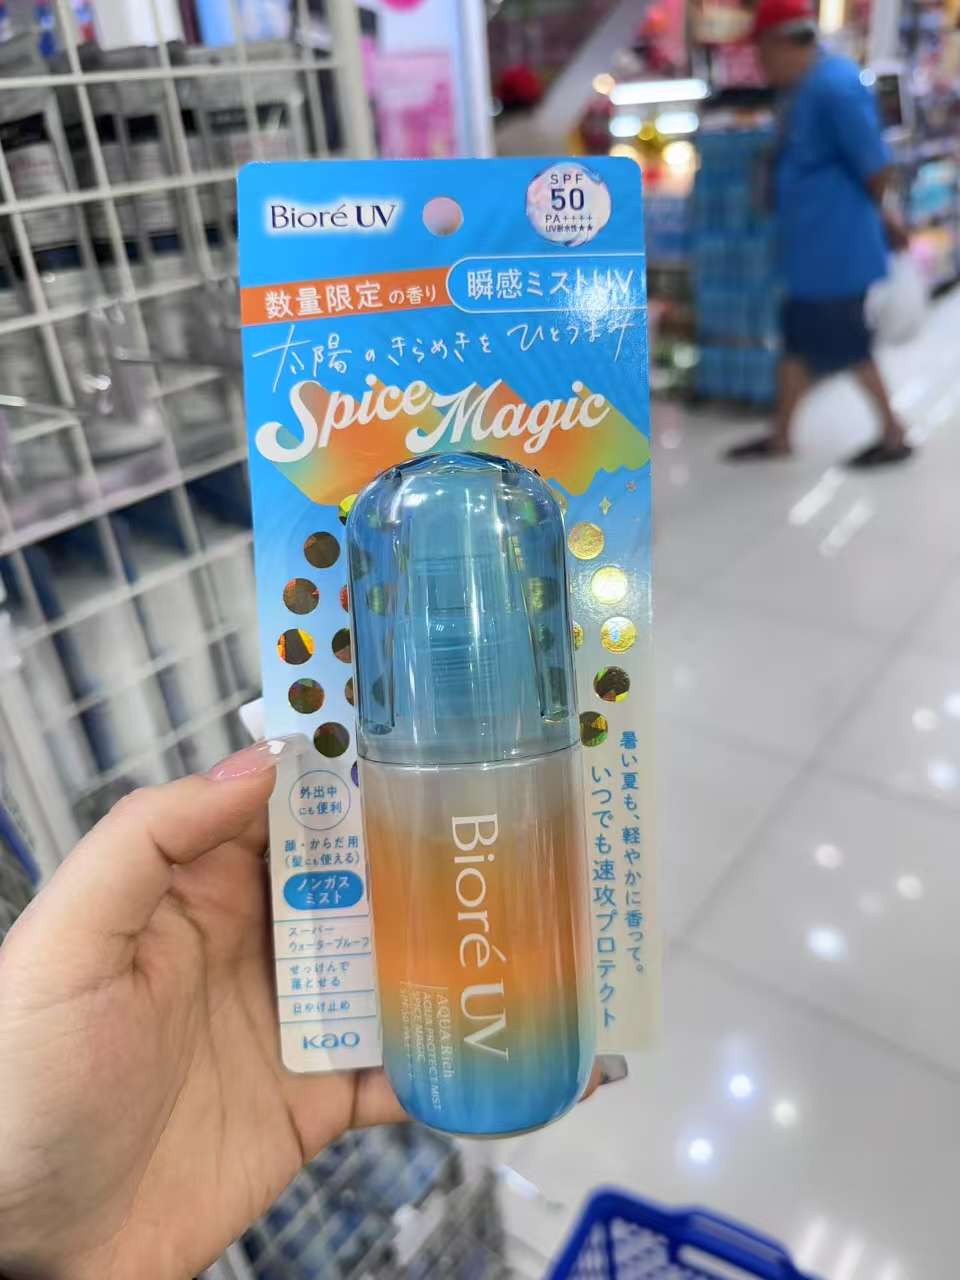 Bioré UV
SPF
50
PA++++
UV耐水性★★
数量限定の香り
瞬感ミストUV
太陽のきらめきをひとつまみ
Spice Magic
暑い夏も、軽やかに香って。
いつでも速攻プロテクト
外出中
にも便利
顔・からだ用
(髪にも使える)
ノンガス
ミスト
スーパー
ウォータープルーフ
せっけんで
落とせる
日やけ止め
Kao
Bioré UV
AQUA Rich
AQUA PROTECT MIST
SPICE MAGIC
SPF50 PA++++